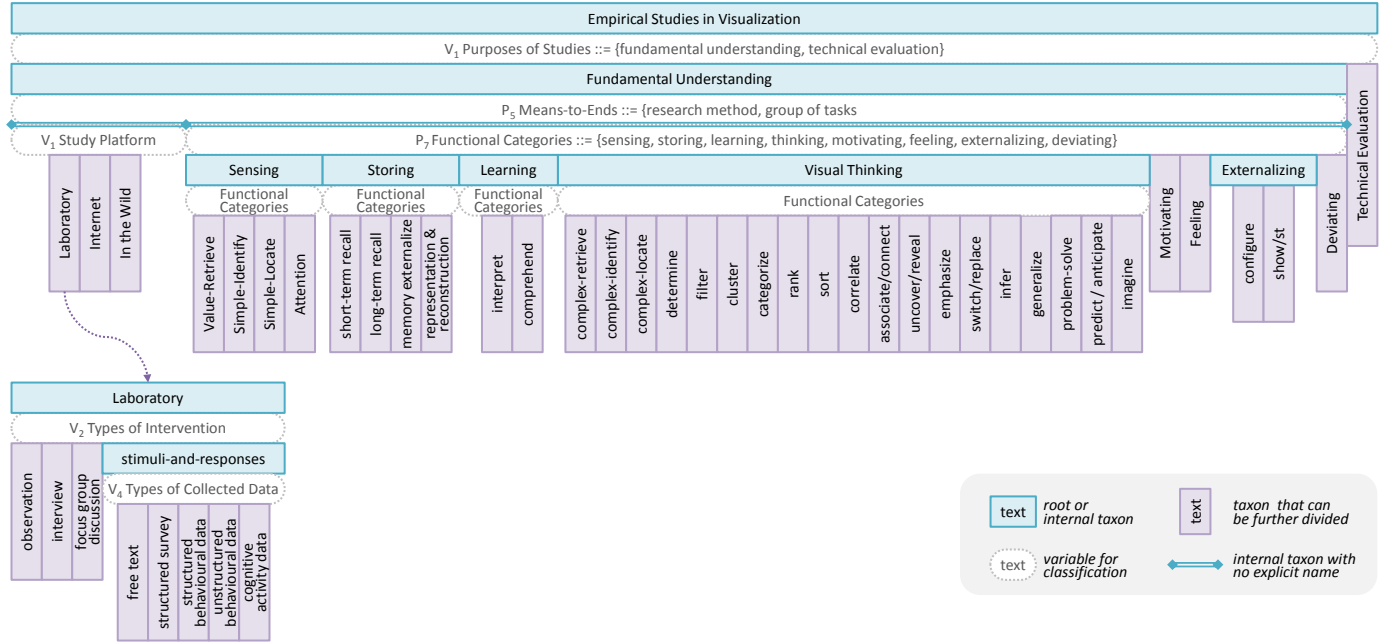 Empirical Studies in Visualization
V1 Purposes of Studies ::= {fundamental understanding, technical evaluation}
Fundamental Understanding
Technical Evaluation
P5 Means-to-Ends ::= {research method, group of tasks
V1 Study Platform
P7 Functional Categories ::= {sensing, storing, learning, thinking, motivating, feeling, externalizing, deviating}
Laboratory
Internet
In the Wild
Sensing
Functional
Categories
Value-Retrieve
Simple-Identify
Simple-Locate
Attention
Storing
Functional
Categories
short-term recall
long-term recall
memory externalize
representation &
reconstruction
Learning
Functional
Categories
interpret
comprehend
Visual Thinking
Functional Categories
complex-retrieve
complex-identify
complex-locate
determine
filter
cluster
categorize
rank
sort
correlate
associate/connect
uncover/reveal
emphasize
switch/replace
infer
generalize
problem-solve
predict / anticipate
imagine
Motivating
Feeling
Externalizing
configure
show/st
Deviating
Laboratory
V2 Types of Intervention
observation
interview
focus group
discussion
stimuli-and-responses
V4 Types of Collected Data
free text
structured survey
structured
behavioural data
unstructured
behavioural data
cognitive
activity data
text
root or
internal taxon
text
taxon that can
be further divided
text
variable for
classification
internal taxon with
no explicit name